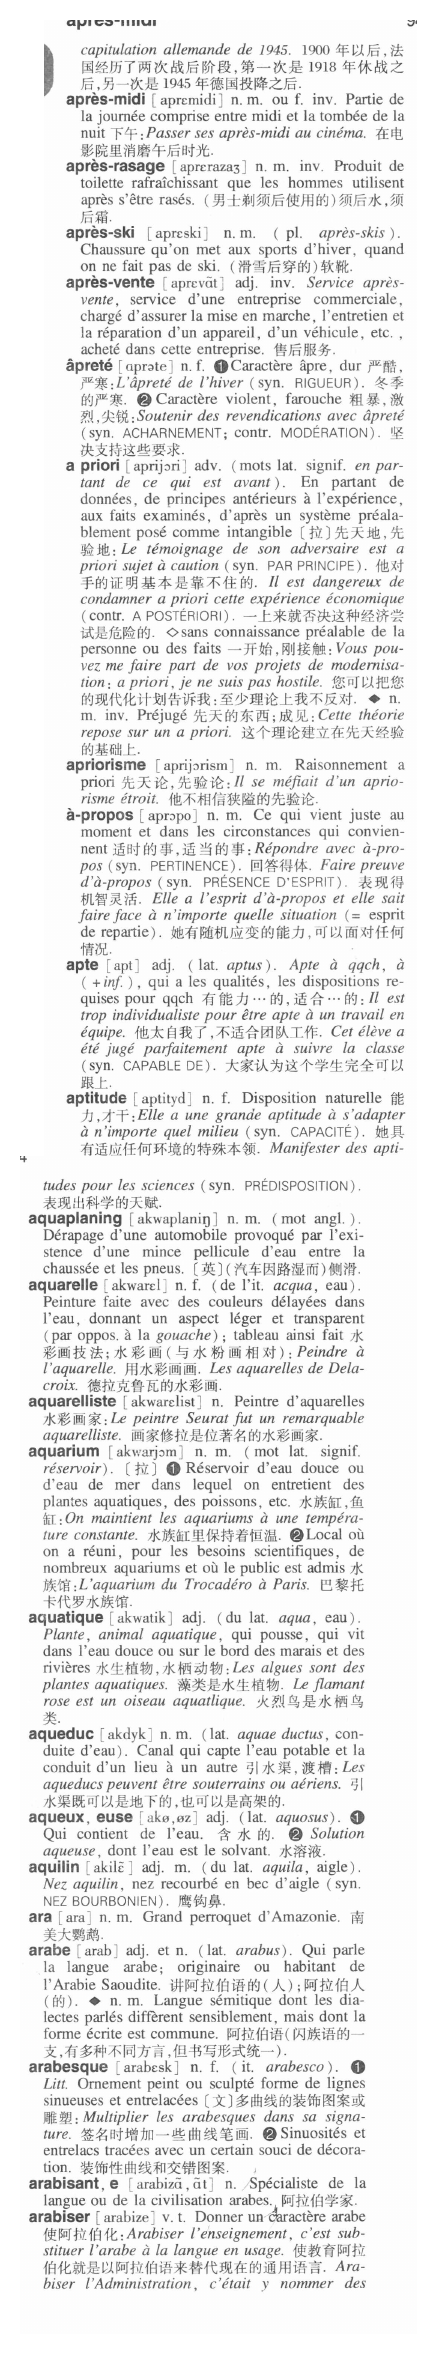 après-midi
capitulation allemande de 1945. 1900 年以后,法
国经历了两次战后阶段,第一次是 1918 年休战之
后,另一次是 1945 年德国投降之后.
après-midi [aprεmidi] n. m. ou f. inv. Partie de
la journée comprise entre midi et la tombée de la
nuit 下午:Passer ses après-midi au cinéma. 在电
影院里消磨午后时光.
après-rasage [aprεrazaʒ] n. m. inv. Produit de
toilette rafraîchissant que les hommes utilisent
après s'être rasés. (男士剃须后使用的)须后水,须
后霜.
après-ski [aprεski] n. m. ( pl. après-skis ).
Chaussure qu'on met aux sports d'hiver, quand
on ne fait pas de ski. (滑雪后穿的)软靴.
après-vente [aprεvɑ̃t] adj. inv. Service après-
vente, service d'une entreprise commerciale,
chargé d'assurer la mise en marche, l'entretien et
la réparation d'un appareil, d'un véhicule, etc. ,
acheté dans cette entreprise. 售后服务.
âpreté [ɑprəte] n. f. ❶Caractère âpre, dur 严酷,
严寒:L'âpreté de l'hiver (syn. RIGUEUR). 冬季
的严寒. ❷ Caractère violent, farouche 粗暴,激
烈,尖锐:Soutenir des revendications avec âpreté
(syn. ACHARNEMENT; contr. MODÉRATION). 坚
决支持这些要求.
a priori [aprijɔri] adv. (mots lat. signif. en par-
tant de ce qui est avant). En partant de
données, de principes antérieurs à l'expérience,
aux faits examinés, d'après un système préala-
blement posé comme intangible 〔拉〕先天地,先
验地: Le témoignage de son adversaire est a
priori sujet à caution (syn. PAR PRINCIPE). 他对
手的证明基本是靠不住的. Il est dangereux de
condamner a priori cette expérience économique
(contr. A POSTÉRIORI). 一上来就否决这种经济尝
试是危险的. ◇sans connaissance préalable de la
personne ou des faits 一开始,刚接触:Vous pou-
vez me faire part de vos projets de modernisa-
tion: a priori, je ne suis pas hostile. 您可以把您
的现代化计划告诉我:至少理论上我不反对. ◆ n.
m. inv. Préjugé 先天的东西;成见:Cette théorie
repose sur un a priori. 这个理论建立在先天经验
的基础上.
apriorisme [aprijɔrism] n. m. Raisonnement a
priori 先天论,先验论:Il se méfiait d'un aprio-
risme étroit. 他不相信狭隘的先验论.
à-propos [aprɔpo] n. m. Ce qui vient juste au
moment et dans les circonstances qui convien-
nent 适时的事,适当的事:Répondre avec à-pro-
pos (syn. PERTINENCE). 回答得体. Faire preuve
d'à-propos (syn. PRÉSENCE D'ESPRIT). 表现得
机智灵活. Elle a l'esprit d'à-propos et elle sait
faire face à n'importe quelle situation (= esprit
de repartie). 她有随机应变的能力,可以面对任何
情况.
apte [apt] adj. (lat. aptus). Apte à qqch, à
(+inf.), qui a les qualités, les dispositions re-
quises pour qqch 有能力…的,适合…的:Il est
trop individualiste pour être apte à un travail en
équipe. 他太自我了,不适合团队工作. Cet élève a
été jugé parfaitement apte à suivre la classe
(syn. CAPABLE DE). 大家认为这个学生完全可以
跟上.
aptitude [aptityd] n. f. Disposition naturelle 能
力,才干:Elle a une grande aptitude à s'adapter
à n'importe quel milieu (syn. CAPACITÉ). 她具
有适应任何环境的特殊本领. Manifester des apti-
tudes pour les sciences (syn. PRÉDISPOSITION).
表现出科学的天赋.
aquaplaning [akwaplaniŋ] n. m. (mot angl.).
Dérapage d'une automobile provoqué par l'exi-
stence d'une mince pellicule d'eau entre la
chaussée et les pneus. 〔英〕(汽车因路湿而)侧滑.
aquarelle [akwarεl] n. f. (de l'it. acqua, eau).
Peinture faite avec des couleurs délayées dans
l'eau, donnant un aspect léger et transparent
(par oppos. à la gouache); tableau ainsi fait 水
彩画技法;水彩画(与水粉画相对):Peindre à
l'aquarelle. 用水彩画画. Les aquarelles de Dela-
croix. 德拉克鲁瓦的水彩画.
aquarelliste [akwarεlist] n. Peintre d'aquarelles
水彩画家:Le peintre Seurat fut un remarquable
aquarelliste. 画家修拉是位著名的水彩画家.
aquarium [akwarjɔm] n. m. (mot lat. signif.
réservoir). 〔拉〕 ❶ Réservoir d'eau douce ou
d'eau de mer dans lequel on entretient des
plantes aquatiques, des poissons, etc. 水族缸,鱼
缸:On maintient les aquariums à une tempéra-
ture constante. 水族缸里保持着恒温. ❷Local où
on a réuni, pour les besoins scientifiques, de
nombreux aquariums et où le public est admis 水
族馆:L'aquarium du Trocadéro à Paris. 巴黎托
卡代罗水族馆.
aquatique [akwatik] adj. (du lat. aqua, eau).
Plante, animal aquatique, qui pousse, qui vit
dans l'eau douce ou sur le bord des marais et des
rivières 水生植物,水栖动物:Les algues sont des
plantes aquatiques. 藻类是水生植物. Le flamant
rose est un oiseau aquatlique. 火烈鸟是水栖鸟
类.
aqueduc [akdyk] n. m. (lat. aquae ductus, con-
duite d'eau). Canal qui capte l'eau potable et la
conduit d'un lieu à un autre 引水渠,渡槽:Les
aqueducs peuvent être souterrains ou aériens. 引
水渠既可以是地下的,也可以是高架的.
aqueux, euse [akø,øz] adj. (lat. aquosus). ❶
Qui contient de l'eau. 含水的. ❷ Solution
aqueuse, dont l'eau est le solvant. 水溶液.
aquilin [akilɛ̃] adj. m. (du lat. aquila, aigle).
Nez aquilin, nez recourbé en bec d'aigle (syn.
NEZ BOURBONIEN). 鹰钩鼻.
ara [ara] n. m. Grand perroquet d'Amazonie. 南
美大鹦鹉.
arabe [arab] adj. et n. (lat. arabus). Qui parle
la langue arabe; originaire ou habitant de
l'Arabie Saoudite. 讲阿拉伯语的(人);阿拉伯人
(的). ◆ n. m. Langue sémitique dont les dia-
lectes parlés diffèrent sensiblement, mais dont la
forme écrite est commune. 阿拉伯语(闪族语的一
支,有多种不同方言,但书写形式统一).
arabesque [arabεsk] n. f. (it. arabesco). ❶
Litt. Ornement peint ou sculpté forme de lignes
sinueuses et entrelacées 〔文〕多曲线的装饰图案或
雕塑:Multiplier les arabesques dans sa signa-
ture. 签名时增加一些曲线笔画. ❷ Sinuosités et
entrelacs tracées avec un certain souci de décora-
tion. 装饰性曲线和交错图案.
arabisant, e [arabizɑ̃,ɑ̃t] n. Spécialiste de la
langue ou de la civilisation arabes. 阿拉伯学家.
arabiser [arabize] v. t. Donner un caractère arabe
使阿拉伯化:Arabiser l'enseignement, c'est sub-
stituer l'arabe à la langue en usage. 使教育阿拉
伯化就是以阿拉伯语来替代现在的通用语言. Ara-
biser l'Administration, c'était y nommer des